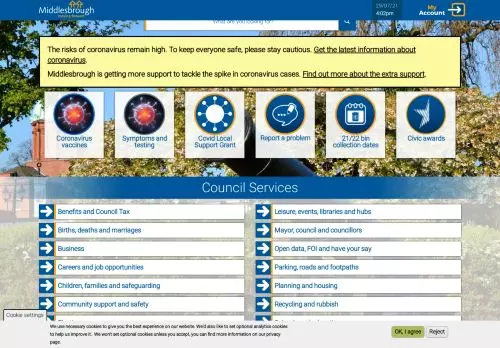 Middlesbrough
moving forward
29/07/21
4:02pm
My
Account
What are you looking for?
The risks of coronavirus remain high. To keep everyone safe, please stay cautious. Get the latest information about
coronavirus.
Middlesbrough is getting more support to tackle the spike in coronavirus cases. Find out more about the extra support.
Coronavirus
vaccines
Symptoms and
testing
Covid Local
Support Grant
Report a problem
21/22 bin
collection dates
Civic awards
Council Services
Benefits and Council Tax
Leisure, events, libraries and hubs
Births, deaths and marriages
Mayor, council and councillors
Business
Open data, FOI and have your say
Careers and job opportunities
Parking, roads and footpaths
Children, families and safeguarding
Planning and housing
Community support and safety
Recycling and rubbish
Cookie settings
We use necessary cookies to give you the best experience on our website. We'd also like to set optional analytics cookies
to help us improve it. We won't set optional cookies unless you accept, you can find more information on our privacy
page.
OK, I agree
Reject